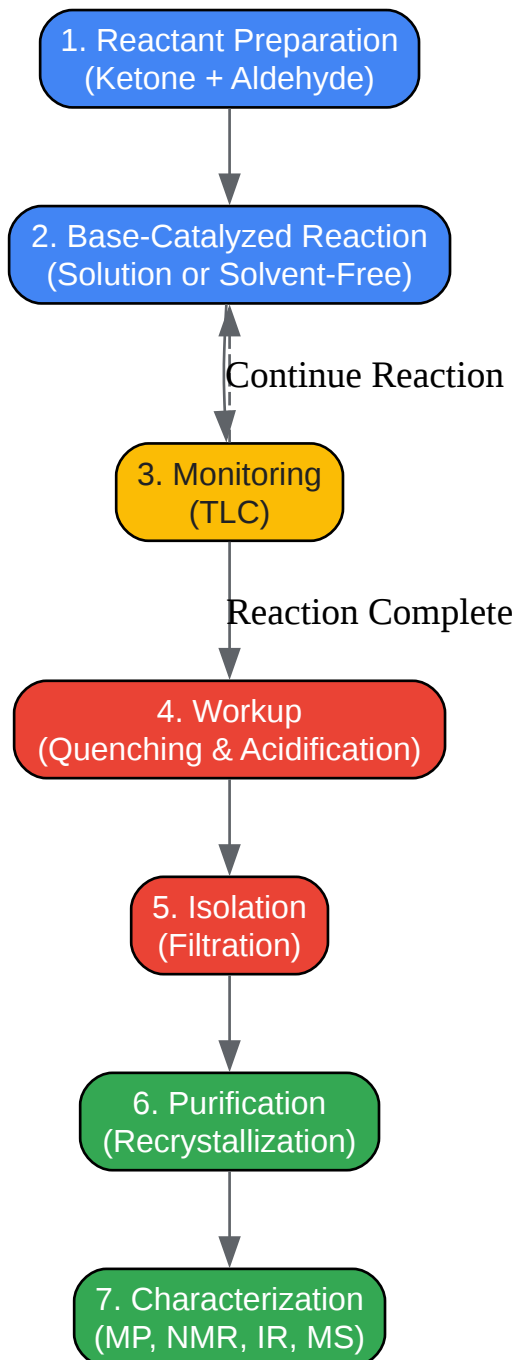 1. Reactant Preparation
(Ketone + Aldehyde)
2. Base-Catalyzed Reaction
(Solution or Solvent-Free)
Continue Reaction
3. Monitoring
(TLC)
Reaction Complete
4. Workup
(Quenching & Acidification)
5. Isolation
(Filtration)
6. Purification
(Recrystallization)
7. Characterization
(MP, NMR, IR, MS)